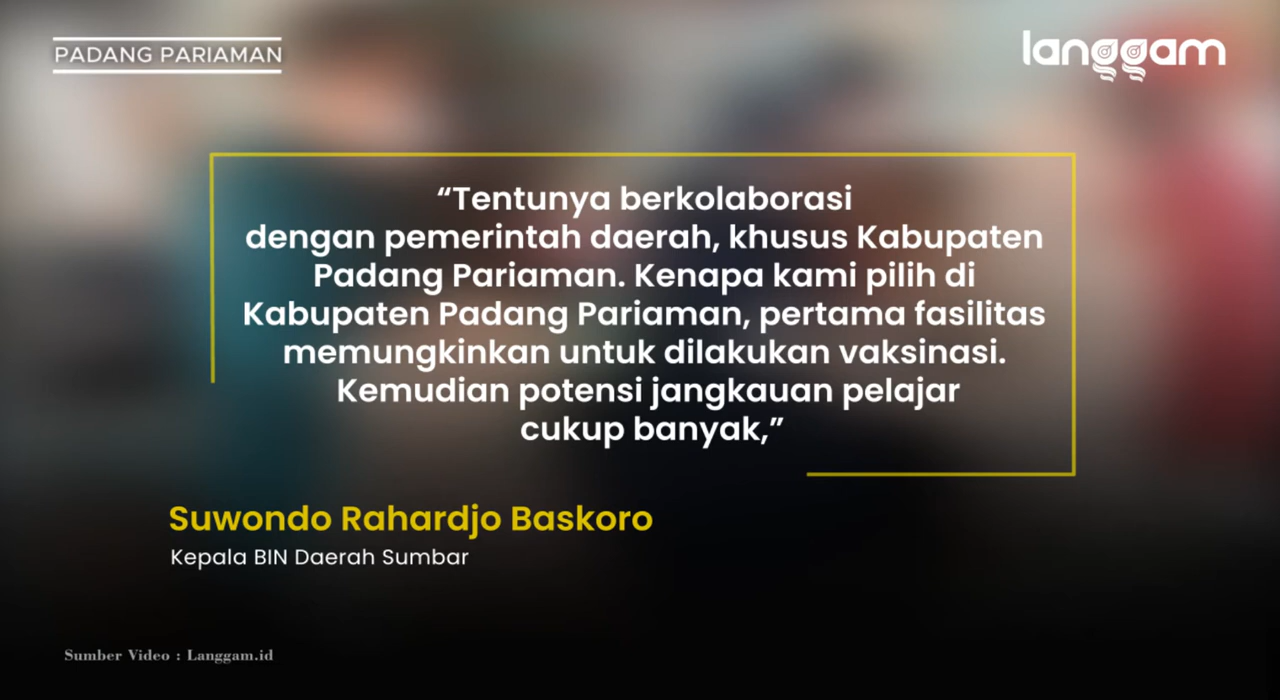 PADANG PARIAMAN
langgam
“Tentunya berkolaborasi
dengan pemerintah daerah, khusus Kabupaten
Padang Pariaman. Kenapa kami pilih di
Kabupaten Padang Pariaman, pertama fasilitas
memungkinkan untuk dilakukan vaksinasi.
Kemudian potensi jangkauan pelajar
cukup banyak,”
Suwondo Rahardjo Baskoro
Kepala BIN Daerah Sumbar
Sumber Video : Langgam.id